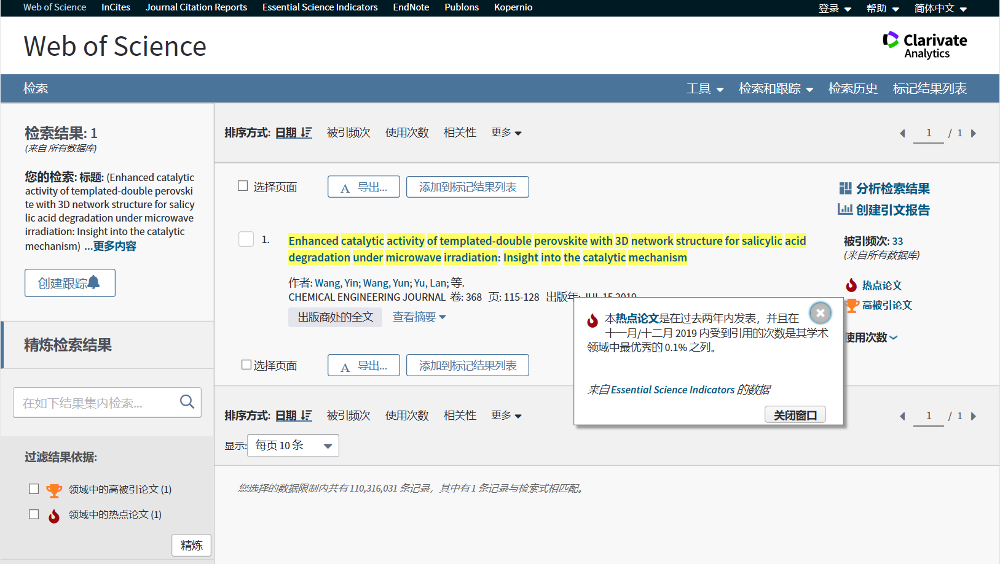 Web of Science InCites Journal Citation Reports Essential Science Indicators EndNote Publons Kopernio 登录 帮助 简体中文
Web of Science
Clarivate
Analytics
检索 工具 检索和跟踪 检索历史 标记结果列表
检索结果: 1
(来自 所有数据库)
您的检索: 标题: (Enhanced catalytic
activity of templated-double perovski
te with 3D network structure for salicy
lic acid degradation under microwave
irradiation: Insight into the catalytic
mechanism) ...更多内容
创建跟踪
精炼检索结果
在如下结果集内检索...
过滤结果依据:
领域中的高被引论文 (1)
领域中的热点论文 (1)
精炼
排序方式: 日期 被引频次 使用次数 相关性 更多
1 / 1
选择页面 A 导出... 添加到标记结果列表
1. Enhanced catalytic activity of templated-double perovskite with 3D network structure for salicylic acid
degradation under microwave irradiation: Insight into the catalytic mechanism
作者: Wang, Yin; Wang, Yun; Yu, Lan; 等.
CHEMICAL ENGINEERING JOURNAL 卷: 368 页: 115-128 出版年: JUL 15 2019
出版商处的全文 查看摘要
分析检索结果
创建引文报告
被引频次: 33
(来自所有数据库)
热点论文
高被引论文
使用次数
本热点论文是在过去两年内发表，并且在
十一月/十二月 2019 内受到引用的次数是其学术
领域中最优秀的 0.1% 之列。
来自 Essential Science Indicators 的数据
关闭窗口
选择页面 A 导出... 添加到标记结果列表
排序方式: 日期 被引频次 使用次数 相关性 更多
1 / 1
显示: 每页 10 条
您选择的数据限制内共有 110,316,031 条记录，其中有 1 条记录与检索式相匹配。